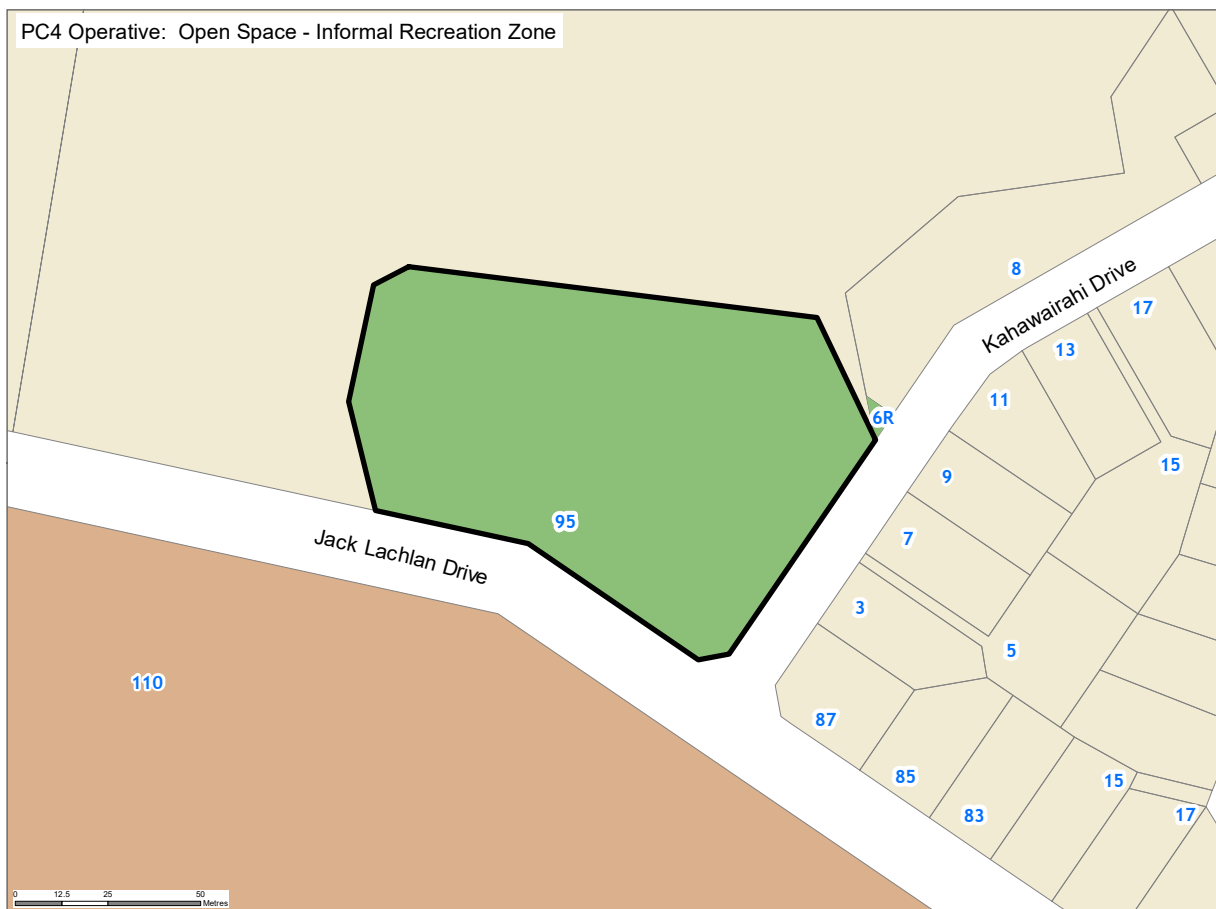 PC4 Operative:  Open Space - Informal Recreation Zone
8
Kahawairahi Drive
17
13
11
6R
15
9
95
7
Jack Lachlan Drive
3
5
110
87
85
15
83
17
0 12.5 25 50
Metres